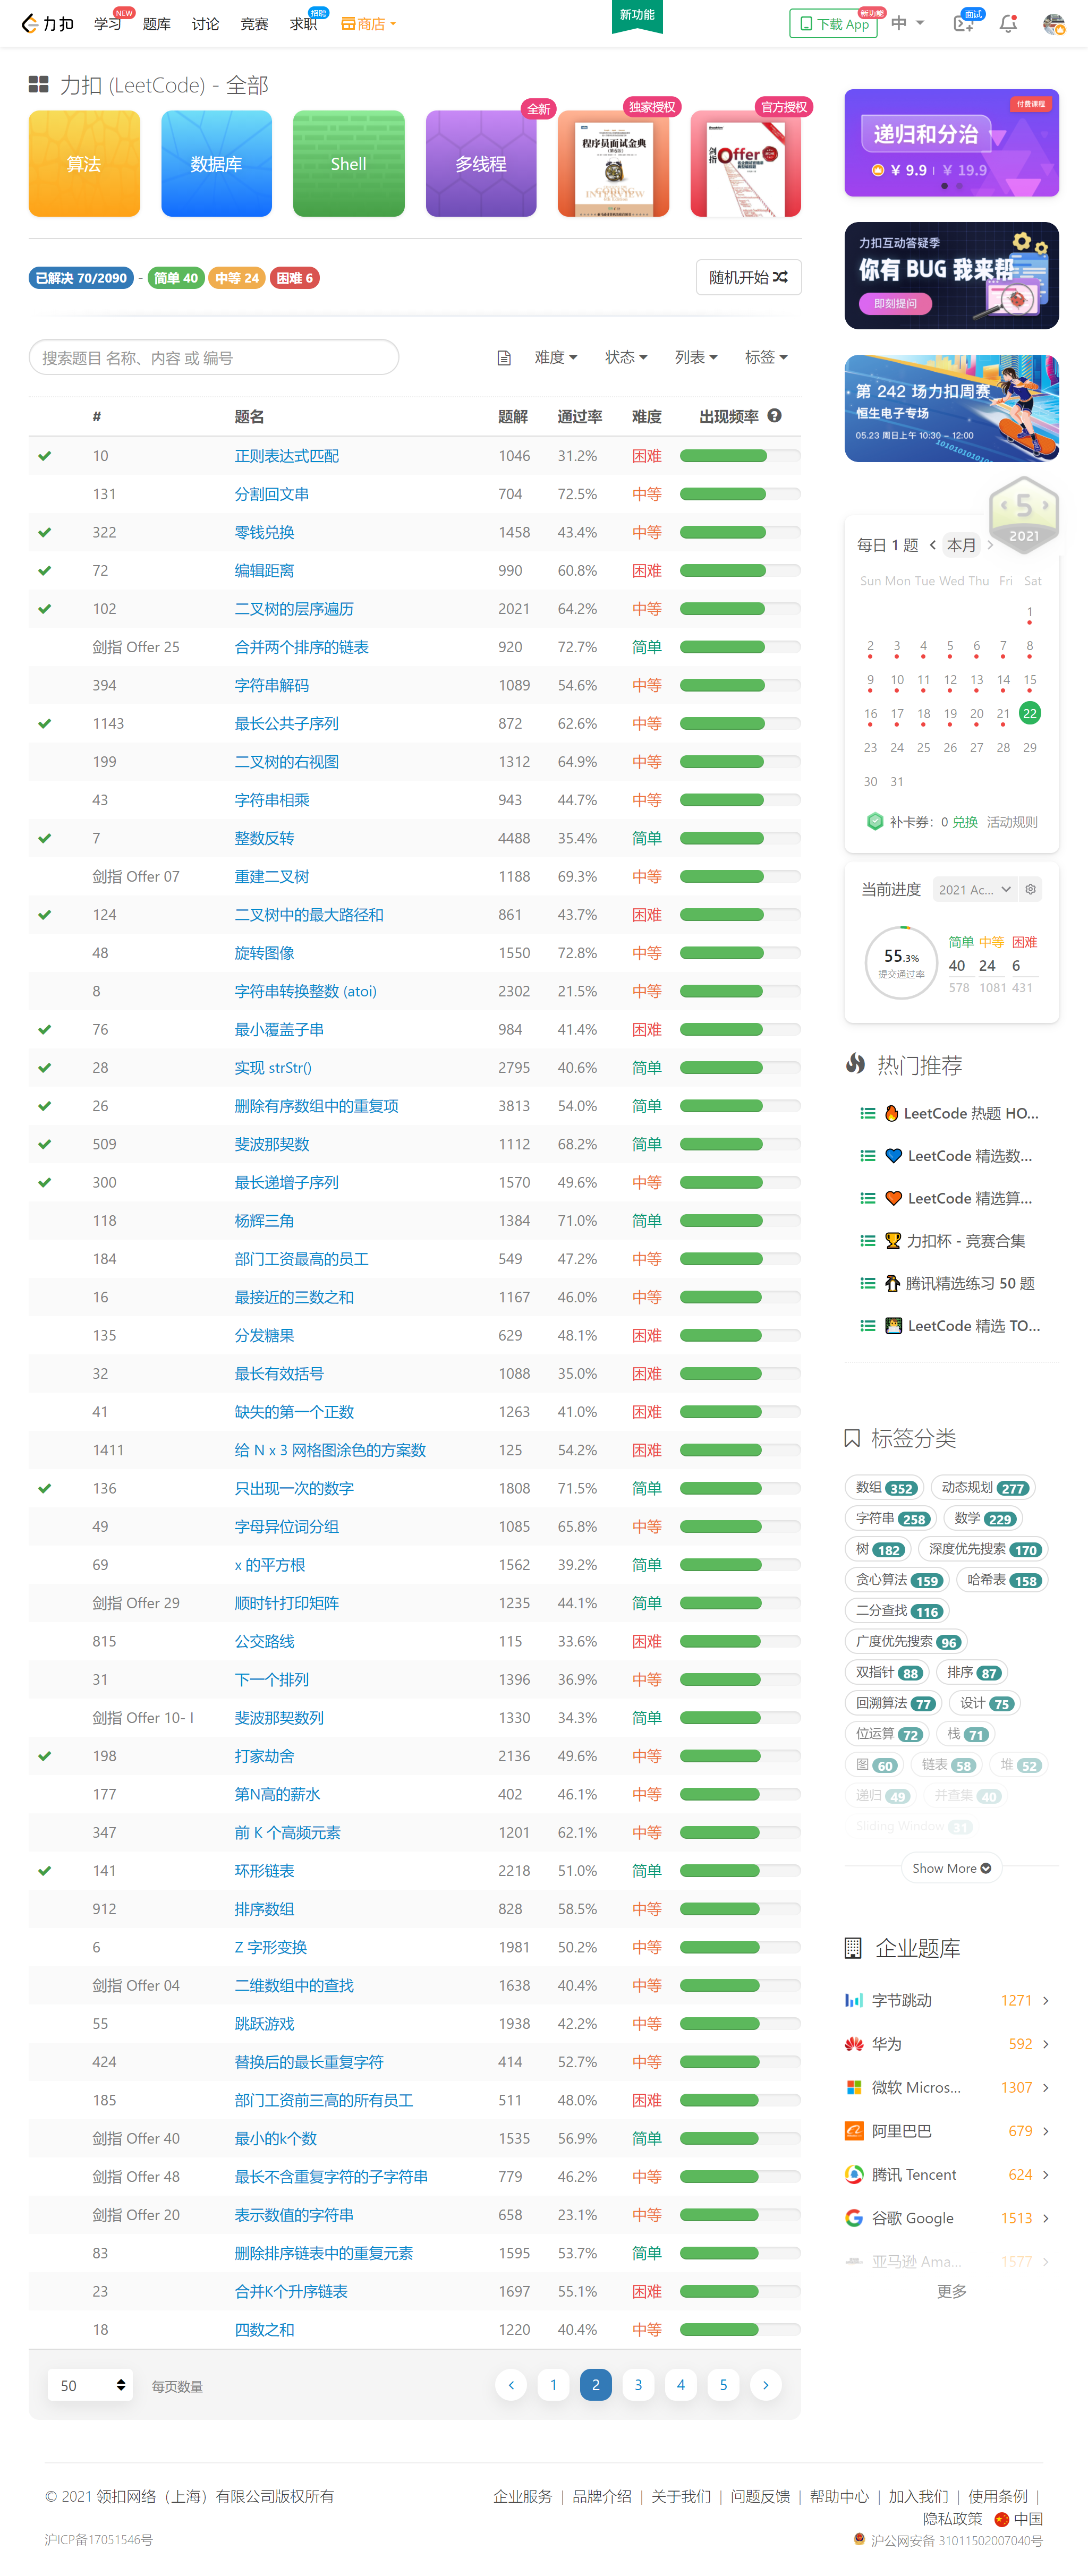 力扣 学习 NEW 题库 讨论 竞赛 求职 招聘 商店 新功能 下载 App 新功能 中 面试
力扣 (LeetCode) - 全部
算法
数据库
Shell
全新
多线程
独家授权
程序员面试金典
官方授权
剑指Offer
已解决 70/2090 - 简单 40 中等 24 困难 6
随机开始
搜索题目 名称、内容 或 编号
难度 状态 列表 标签
# 题名 题解 通过率 难度 出现频率
10 正则表达式匹配 1046 31.2% 困难
131 分割回文串 704 72.5% 中等
322 零钱兑换 1458 43.4% 中等
72 编辑距离 990 60.8% 困难
102 二叉树的层序遍历 2021 64.2% 中等
剑指 Offer 25 合并两个排序的链表 920 72.7% 简单
394 字符串解码 1089 54.6% 中等
1143 最长公共子序列 872 62.6% 中等
199 二叉树的右视图 1312 64.9% 中等
43 字符串相乘 943 44.7% 中等
7 整数反转 4488 35.4% 简单
剑指 Offer 07 重建二叉树 1188 69.3% 中等
124 二叉树中的最大路径和 861 43.7% 困难
48 旋转图像 1550 72.8% 中等
8 字符串转换整数 (atoi) 2302 21.5% 中等
76 最小覆盖子串 984 41.4% 困难
28 实现 strStr() 2795 40.6% 简单
26 删除有序数组中的重复项 3813 54.0% 简单
509 斐波那契数 1112 68.2% 简单
300 最长递增子序列 1570 49.6% 中等
118 杨辉三角 1384 71.0% 简单
184 部门工资最高的员工 549 47.2% 中等
16 最接近的三数之和 1167 46.0% 中等
135 分发糖果 629 48.1% 困难
32 最长有效括号 1088 35.0% 困难
41 缺失的第一个正数 1263 41.0% 困难
1411 给 N x 3 网格图涂色的方案数 125 54.2% 困难
136 只出现一次的数字 1808 71.5% 简单
49 字母异位词分组 1085 65.8% 中等
69 x 的平方根 1562 39.2% 简单
剑指 Offer 29 顺时针打印矩阵 1235 44.1% 简单
815 公交路线 115 33.6% 困难
31 下一个排列 1396 36.9% 中等
剑指 Offer 10- I 斐波那契数列 1330 34.3% 简单
198 打家劫舍 2136 49.6% 中等
177 第N高的薪水 402 46.1% 中等
347 前 K 个高频元素 1201 62.1% 中等
141 环形链表 2218 51.0% 简单
912 排序数组 828 58.5% 中等
6 Z 字形变换 1981 50.2% 中等
剑指 Offer 04 二维数组中的查找 1638 40.4% 中等
55 跳跃游戏 1938 42.2% 中等
424 替换后的最长重复字符 414 52.7% 中等
185 部门工资前三高的所有员工 511 48.0% 困难
剑指 Offer 40 最小的k个数 1535 56.9% 简单
剑指 Offer 48 最长不含重复字符的子字符串 779 46.2% 中等
剑指 Offer 20 表示数值的字符串 658 23.1% 中等
83 删除排序链表中的重复元素 1595 53.7% 简单
23 合并K个升序链表 1697 55.1% 困难
18 四数之和 1220 40.4% 中等
50 每页数量 1 2 3 4 5
付费课程
递归和分治
¥ 9.9 | ¥ 19.9
力扣互动答疑季
你有 BUG 我来帮
即刻提问
第 242 场力扣周赛
恒生电子专场
05.23 周日上午 10:30 - 12:00
5
2021
每日 1 题 本月
Sun Mon Tue Wed Thu Fri Sat
1
2 3 4 5 6 7 8
9 10 11 12 13 14 15
16 17 18 19 20 21 22
23 24 25 26 27 28 29
30 31
补卡券：0 兑换 活动规则
当前进度 2021 Ac...
55.3%
提交通过率
简单 中等 困难
40 24 6
578 1081 431
热门推荐
LeetCode 热题 HO...
LeetCode 精选数...
LeetCode 精选算...
力扣杯 - 竞赛合集
腾讯精选练习 50 题
LeetCode 精选 TO...
标签分类
数组 352 动态规划 277
字符串 258 数学 229
树 182 深度优先搜索 170
贪心算法 159 哈希表 158
二分查找 116
广度优先搜索 96
双指针 88 排序 87
回溯算法 77 设计 75
位运算 72 栈 71
图 60 链表 58 堆 52
递归 49 并查集 40
Sliding Window 31
Show More
企业题库
字节跳动 1271
华为 592
微软 Micros... 1307
阿里巴巴 679
腾讯 Tencent 624
谷歌 Google 1513
亚马逊 Ama... 1577
更多
© 2021 领扣网络（上海）有限公司版权所有
企业服务 | 品牌介绍 | 关于我们 | 问题反馈 | 帮助中心 | 加入我们 | 使用条例 |
隐私政策 中国
沪ICP备17051546号
沪公网安备 31011502007040号